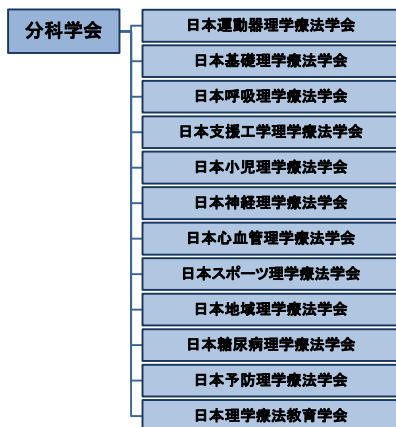 分科学会
日本運動器理学療法学会
日本基礎理学療法学会
日本呼吸理学療法学会
日本支援工学理学療法学会
日本小児理学療法学会
日本神経理学療法学会
日本心血管理学療法学会
日本スポーツ理学療法学会
日本地域理学療法学会
日本糖尿病理学療法学会
日本予防理学療法学会
日本理学療法教育学会